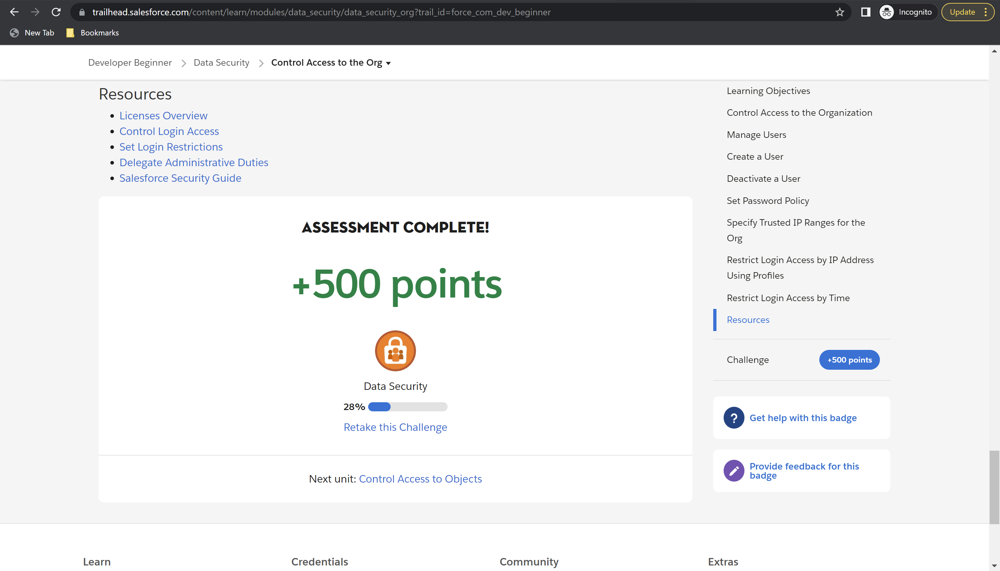 trailhead.salesforce.com/content/learn/modules/data_security/data_security_org?trail_id=force_com_dev_beginner
Incognito
Update
New Tab
Bookmarks
Developer Beginner
Data Security
Control Access to the Org
Resources
Licenses Overview
Control Login Access
Set Login Restrictions
Delegate Administrative Duties
Salesforce Security Guide
ASSESSMENT COMPLETE!
+500 points
Data Security
28%
Retake this Challenge
Next unit: Control Access to Objects
Learning Objectives
Control Access to the Organization
Manage Users
Create a User
Deactivate a User
Set Password Policy
Specify Trusted IP Ranges for the
Org
Restrict Login Access by IP Address
Using Profiles
Restrict Login Access by Time
Resources
Challenge
+500 points
?
Get help with this badge
Provide feedback for this
badge
Learn
Credentials
Community
Extras